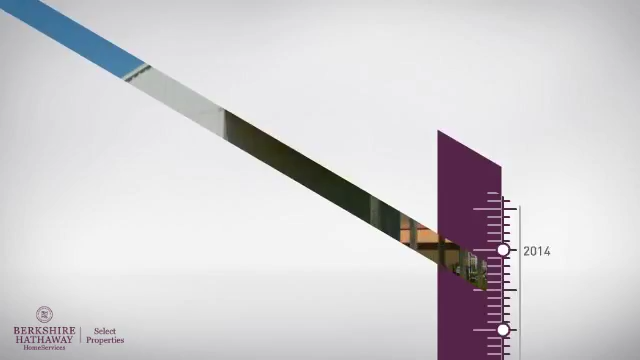 2014
BERKSHIRE
HATHAWAY
HomeServices
Select
Properties